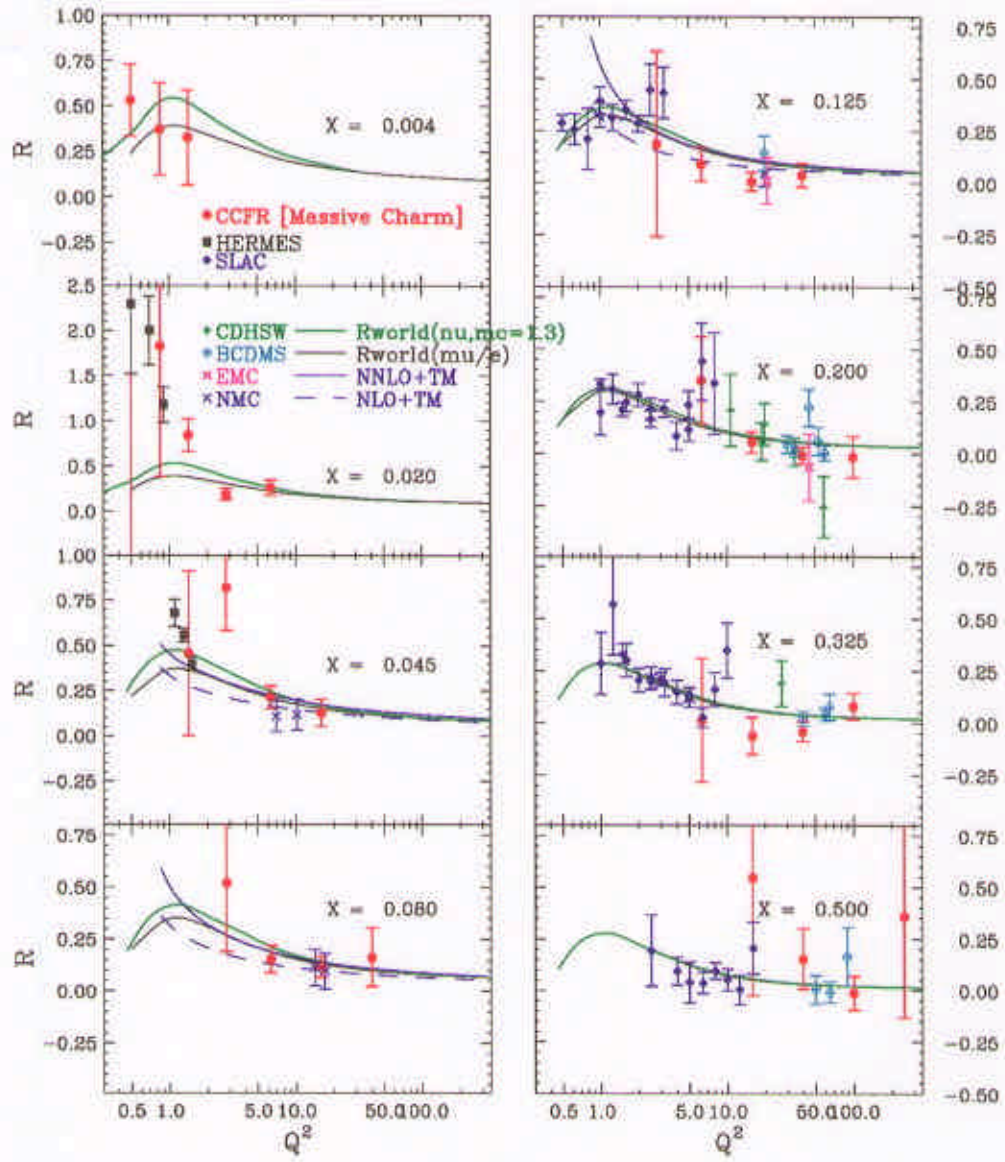 1.00
0.75
0.50
0.25
0.00
−0.25
R
X = 0.004
CCFR [Massive Charm]
HERMES
SLAC
2.5
2.0
1.5
1.0
0.5
0.0
R
CDHSW
BCDMS
EMC
NMC
Rworld(nu,mc=1.3)
Rworld(mu/e)
NNLO+TM
NLO+TM
X = 0.020
1.00
0.75
0.50
0.25
0.00
−0.25
R
X = 0.045
0.75
0.50
0.25
0.00
−0.25
R
X = 0.080
0.5 1.0 5.0 10.0 50.0 100.0
Q²
X = 0.125
0.75
0.50
0.25
0.00
−0.25
−0.50
X = 0.200
0.75
0.50
0.25
0.00
−0.25
X = 0.325
0.75
0.50
0.25
0.00
−0.25
X = 0.500
0.75
0.50
0.25
0.00
−0.25
−0.50
0.5 1.0 5.0 10.0 50.0 100.0
Q²